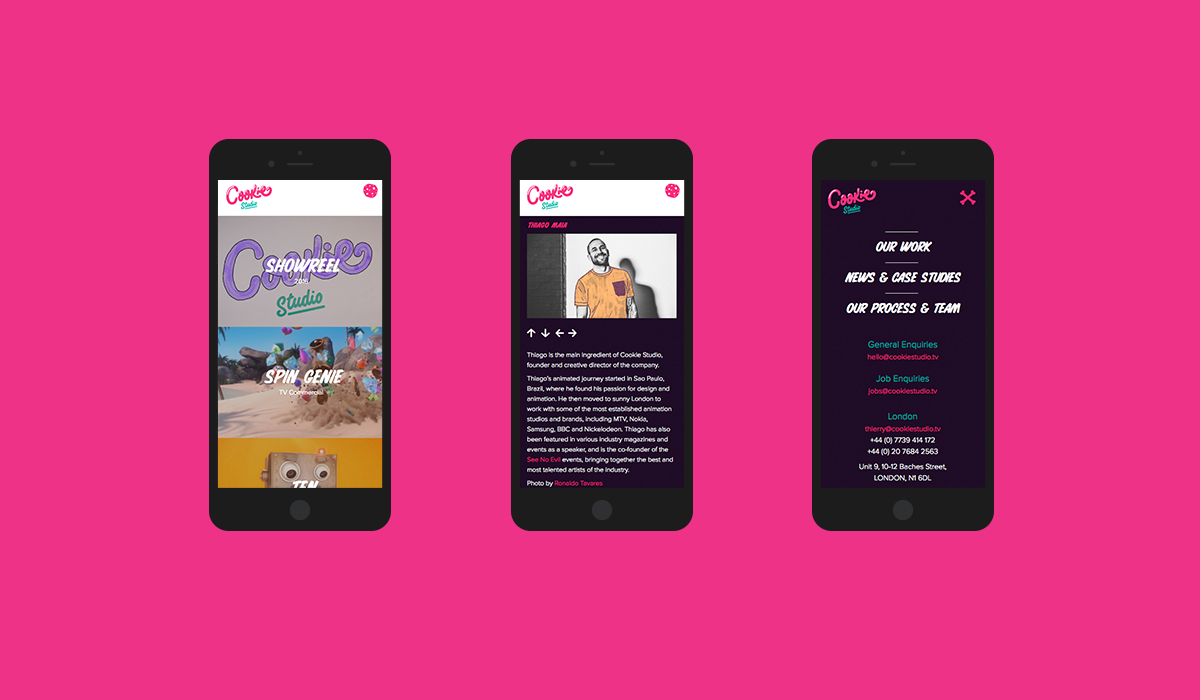 Cookie
Studio
Cookie
SHOWREEL
2016
Studio
SPIN GENIE
TV Commercial
TEN
Cookie
Studio
THIAGO MAIA
Thiago is the main ingredient of Cookie Studio,
founder and creative director of the company.
Thiago's animated journey started in Sao Paulo,
Brazil, where he found his passion for design and
animation. He then moved to sunny London to
work with some of the most established animation
studios and brands, including MTV, Nokia,
Samsung, BBC and Nickelodeon. Thiago has also
been featured in various industry magazines and
events as a speaker, and is the co-founder of the
See No Evil events, bringing together the best and
most talented artists of the industry.
Photo by Ronaldo Tavares
Cookie
Studio
OUR WORK
NEWS & CASE STUDIES
OUR PROCESS & TEAM
General Enquiries
hello@cookiestudio.tv
Job Enquiries
jobs@cookiestudio.tv
London
thierry@cookiestudio.tv
+44 (0) 7739 414 172
+44 (0) 20 7684 2563
Unit 9, 10-12 Baches Street,
LONDON, N1 6DL